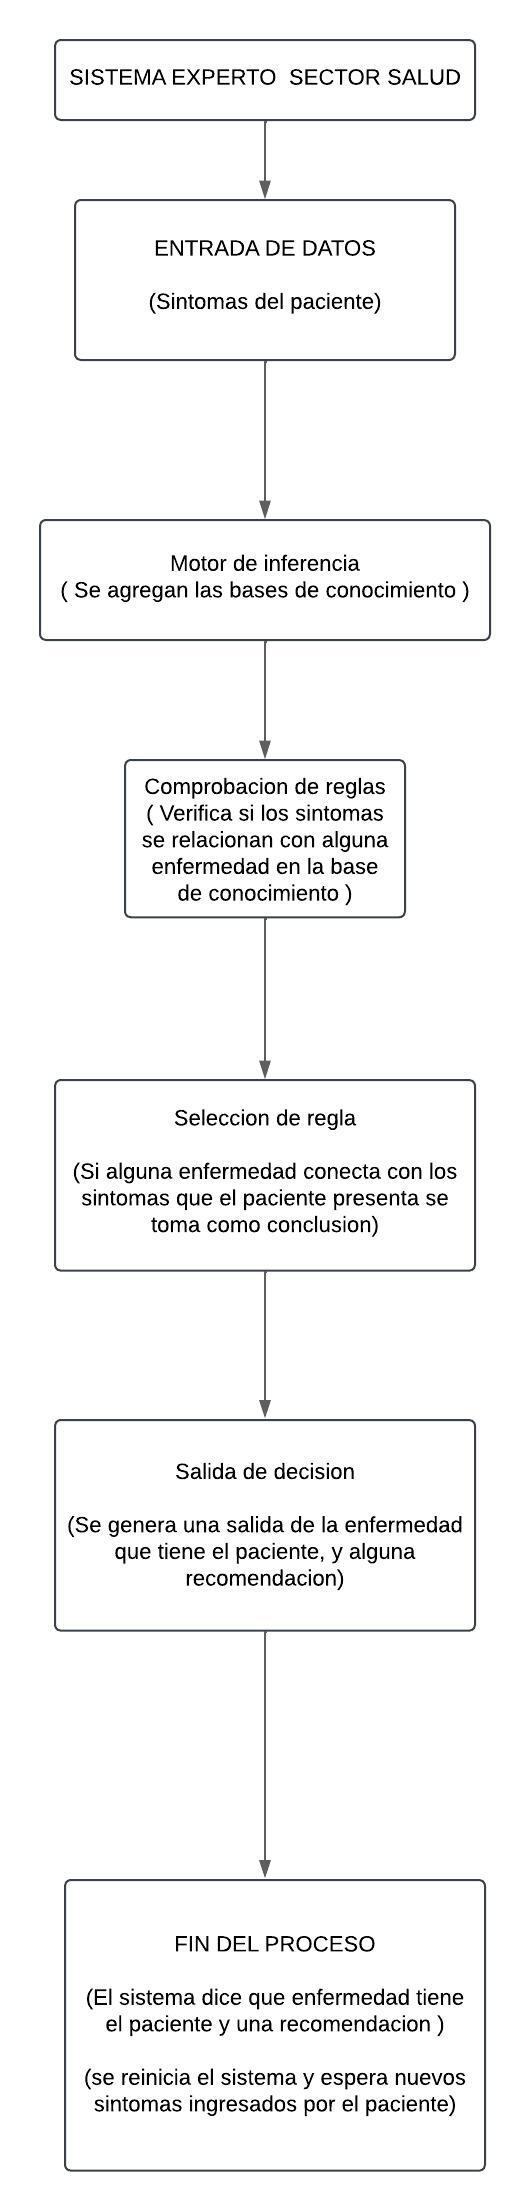 SISTEMA EXPERTO  SECTOR SALUD
ENTRADA DE DATOS
(Sintomas del paciente)
Motor de inferencia
( Se agregan las bases de conocimiento )
Comprobacion de reglas
( Verifica si los sintomas
se relacionan con alguna
enfermedad en la base
de conocimiento )
Seleccion de regla
(Si alguna enfermedad conecta con los
sintomas que el paciente presenta se
toma como conclusion)
Salida de decision
(Se genera una salida de la enfermedad
que tiene el paciente, y alguna
recomendacion)
FIN DEL PROCESO
(El sistema dice que enfermedad tiene
el paciente y una recomendacion )
(se reinicia el sistema y espera nuevos
sintomas ingresados por el paciente)